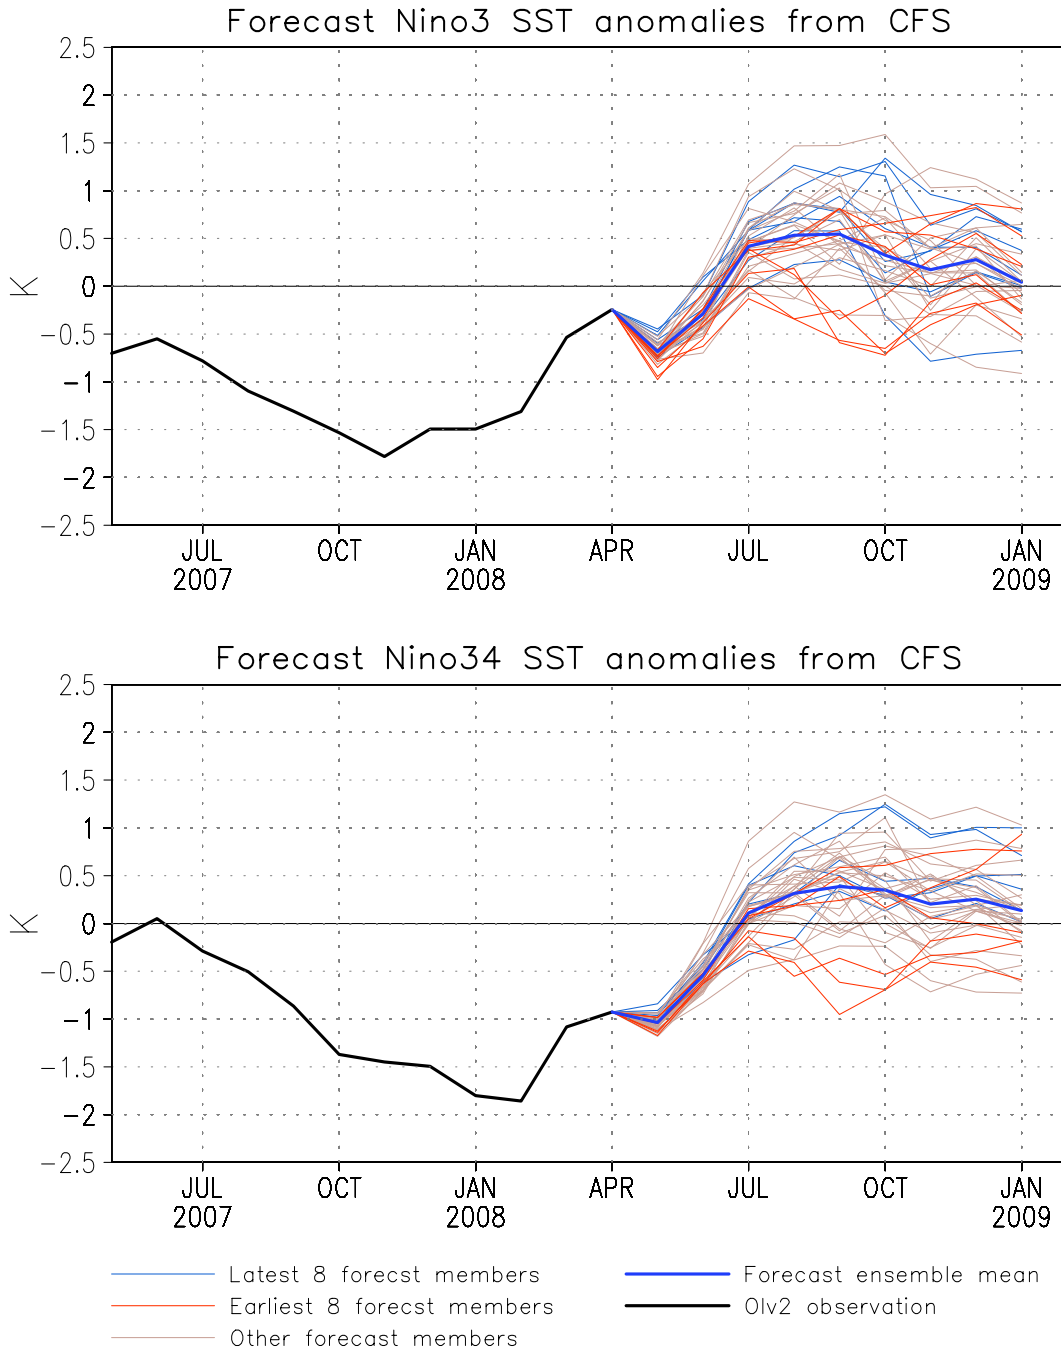 Forecast Nino3 SST anomalies from CFS
2.5
2
1.5
1
0.5
0
-0.5
-1
-1.5
-2
-2.5
K
JUL OCT JAN APR JUL OCT JAN
2007 2008 2009
Forecast Nino34 SST anomalies from CFS
2.5
2
1.5
1
0.5
0
-0.5
-1
-1.5
-2
-2.5
K
JUL OCT JAN APR JUL OCT JAN
2007 2008 2009
Latest 8 forecst members Forecast ensemble mean
Earliest 8 forecst members OIv2 observation
Other forecast members